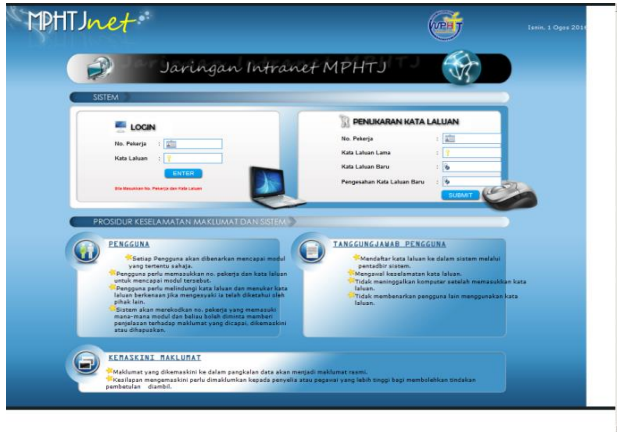 MPHTJnet
Isnin, 1 Ogos 2016
Jaringan Intranet MPHTJ
SISTEM
LOGIN
No. Pekerja :
Kata Laluan :
ENTER
Sila Masukkan No. Pekerja dan Kata Laluan
PENUKARAN KATA LALUAN
No. Pekerja :
Kata Laluan Lama :
Kata Laluan Baru :
Pengesahan Kata Laluan Baru :
SUBMIT
PROSIDUR KESELAMATAN MAKLUMAT DAN SISTEM
PENGGUNA
Setiap Pengguna akan dibenarkan mencapai modul
yang tertentu sahaja.
Pengguna perlu memasukkan no. pekerja dan kata laluan
untuk mencapai modul tersebut.
Pengguna perlu melindungi kata laluan dan menukar kata
laluan berkenaan jika mengesyaki ia telah diketahui oleh
pihak lain.
Sistem akan merekodkan no. pekerja yang memasuki
mana-mana modul dan beliau boleh diminta memberi
penjelasan terhadap maklumat yang dicapai, dikemaskini
atau dihapuskan.
TANGGUNGJAWAB PENGGUNA
Mendaftar kata laluan ke dalam sistem melalui
pentadbir sistem.
Mengawal keselamatan kata laluan.
Tidak meninggalkan komputer setelah memasukkan kata
laluan.
Tidak membenarkan pengguna lain menggunakan kata
laluan.
KEMASKINI MAKLUMAT
Maklumat yang dikemaskini ke dalam pangkalan data akan menjadi maklumat rasmi.
Kesilapan mengemaskini perlu dimaklumkan kepada penyelia atau pegawai yang lebih tinggi bagi membolehkan tindakan
pembetulan diambil.